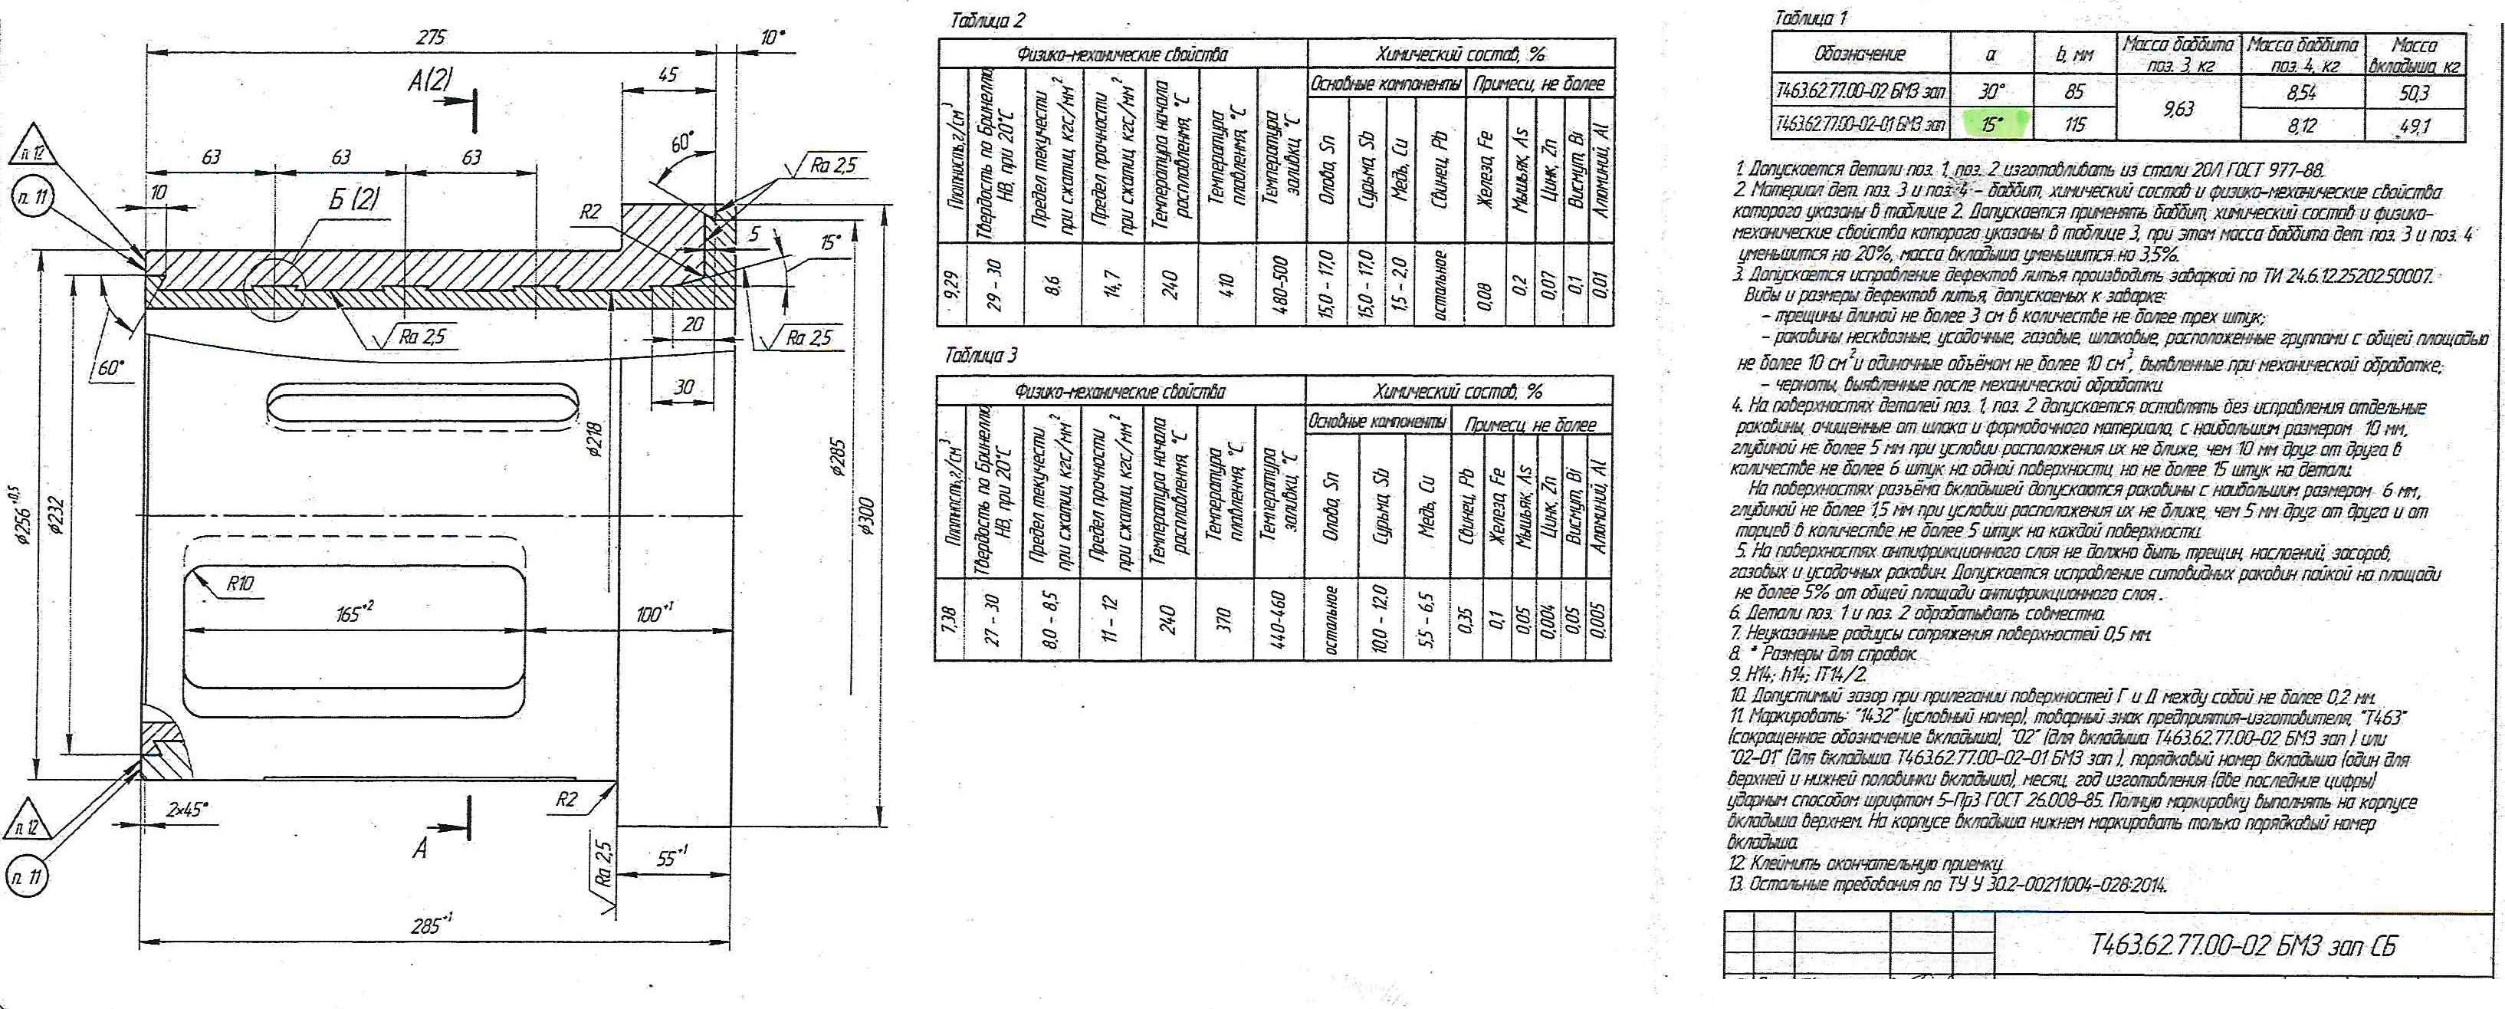 275
10*
45
А(2)
60°
Ra 2,5
п. 12
п. 11
63
63
63
10
Б (2)
R2
5
15°
Ra 2,5
Ra 2,5
20
60°
30
⌀218
⌀285
⌀300
⌀256+0,5
⌀232
R10
165+2
100+1
2×45°
R2
А
Ra 2,5
55+1
п. 12
п. 11
285+1
Таблица 2
Физико-механические свойства
Химический состав, %
Основные компоненты
Примеси, не более
Плотность, г/см3
Твердость по Бринеллю
НВ, при 20°С
Предел текучести
при сжатии, кгс/мм2
Предел прочности
при сжатии, кгс/мм2
Температура начала
расплавления, °С
Температура
плавления, °С
Температура
заливки, °С
Олово, Sn
Сурьма, Sb
Медь, Cu
Свинец, Pb
Железо, Fe
Мышьяк, As
Цинк, Zn
Висмут, Bi
Алюминий, Al
9,29
29 - 30
8,6
14,7
240
410
480-500
15,0 - 17,0
15,0 - 17,0
1,5 - 2,0
остальное
0,08
0,2
0,07
0,1
0,01
Таблица 3
Физико-механические свойства
Химический состав, %
Основные компоненты
Примеси, не более
Плотность, г/см3
Твердость по Бринеллю
НВ, при 20°С
Предел текучести
при сжатии, кгс/мм2
Предел прочности
при сжатии, кгс/мм2
Температура начала
расплавления, °С
Температура
плавления, °С
Температура
заливки, °С
Олово, Sn
Сурьма, Sb
Медь, Cu
Свинец, Pb
Железо, Fe
Мышьяк, As
Цинк, Zn
Висмут, Bi
Алюминий, Al
7,38
27 - 30
8,0 - 8,5
11 - 12
240
370
440-460
остальное
10,0 - 12,0
5,5 - 6,5
0,35
0,1
0,05
0,004
0,05
0,005
Таблица 1
Обозначение
а
b, мм
Масса баббита
поз. 3, кг
Масса баббита
поз. 4, кг
Масса
вкладыша, кг
Т463.62.77.00-02 БМЗ зап
30°
85
9,63
8,54
50,3
Т463.62.77.00-02-01 БМЗ зап
15°
115
8,12
49,1
1. Допускается детали поз. 1, поз. 2 изготавливать из стали 20Л ГОСТ 977-88.
2. Материал дет. поз. 3 и поз. 4 - баббит, химический состав и физико-механические свойства
которого указаны в таблице 2. Допускается применять баббит, химический состав и физико-
механические свойства которого указаны в таблице 3, при этом масса баббита дет. поз. 3 и поз. 4
уменьшится на 20%, масса вкладыша уменьшится на 3,5%.
3. Допускается исправление дефектов литья производить заваркой по ТИ 24.6.12.25202.50007.
Виды и размеры дефектов литья, допускаемых к заварке:
- трещины длиной не более 3 см в количестве не более трех штук;
- раковины несквозные, усадочные, газовые, шлаковые, расположенные группами с общей площадью
не более 10 см2 и одиночные объёмом не более 10 см3, выявленные при механической обработке;
- черноты, выявленные после механической обработки.
4. На поверхностях деталей поз. 1, поз. 2 допускается оставлять без исправления отдельные
раковины, очищенные от шлака и формовочного материала, с наибольшим размером 10 мм,
глубиной не более 5 мм при условии расположения их не ближе, чем 10 мм друг от друга в
количестве не более 6 штук на одной поверхности, но не более 15 штук на детали.
На поверхностях разъема вкладышей допускаются раковины с наибольшим размером 6 мм,
глубиной не более 1,5 мм при условии расположения их не ближе, чем 5 мм друг от друга и от
торцев в количестве не более 5 штук на каждой поверхности.
5. На поверхностях антифрикционного слоя не должно быть трещин, наслоений, засоров,
газовых и усадочных раковин. Допускается исправление ситовидных раковин пайкой на площади
не более 5% от общей площади антифрикционного слоя.
6. Детали поз. 1 и поз. 2 обрабатывать совместно.
7. Неуказанные радиусы сопряжения поверхностей 0,5 мм.
8. * Размеры для справок.
9. Н14; h14; IT14/2.
10. Допустимый зазор при прилегании поверхностей Г и Д между собой не более 0,2 мм.
11. Маркировать: "1432" (условный номер), товарный знак предприятия-изготовителя, "Т463"
(сокращенное обозначение вкладыша), "02" (для вкладыша Т463.62.77.00-02 БМЗ зап ) или
"02-01" (для вкладыша Т463.62.77.00-02-01 БМЗ зап ), порядковый номер вкладыша (один для
верхней и нижней половинки вкладыша), месяц, год изготовления (две последние цифры)
ударным способом шрифтом 5-Пр3 ГОСТ 26.008-85. Полную маркировку выполнять на корпусе
вкладыша верхнем. На корпусе вкладыша нижнем маркировать только порядковый номер
вкладыша.
12. Клеймить окончательную приемку.
13. Остальные требования по ТУ У 30.2-00211004-028:2014.
Т463.62.77.00-02 БМЗ зап СБ